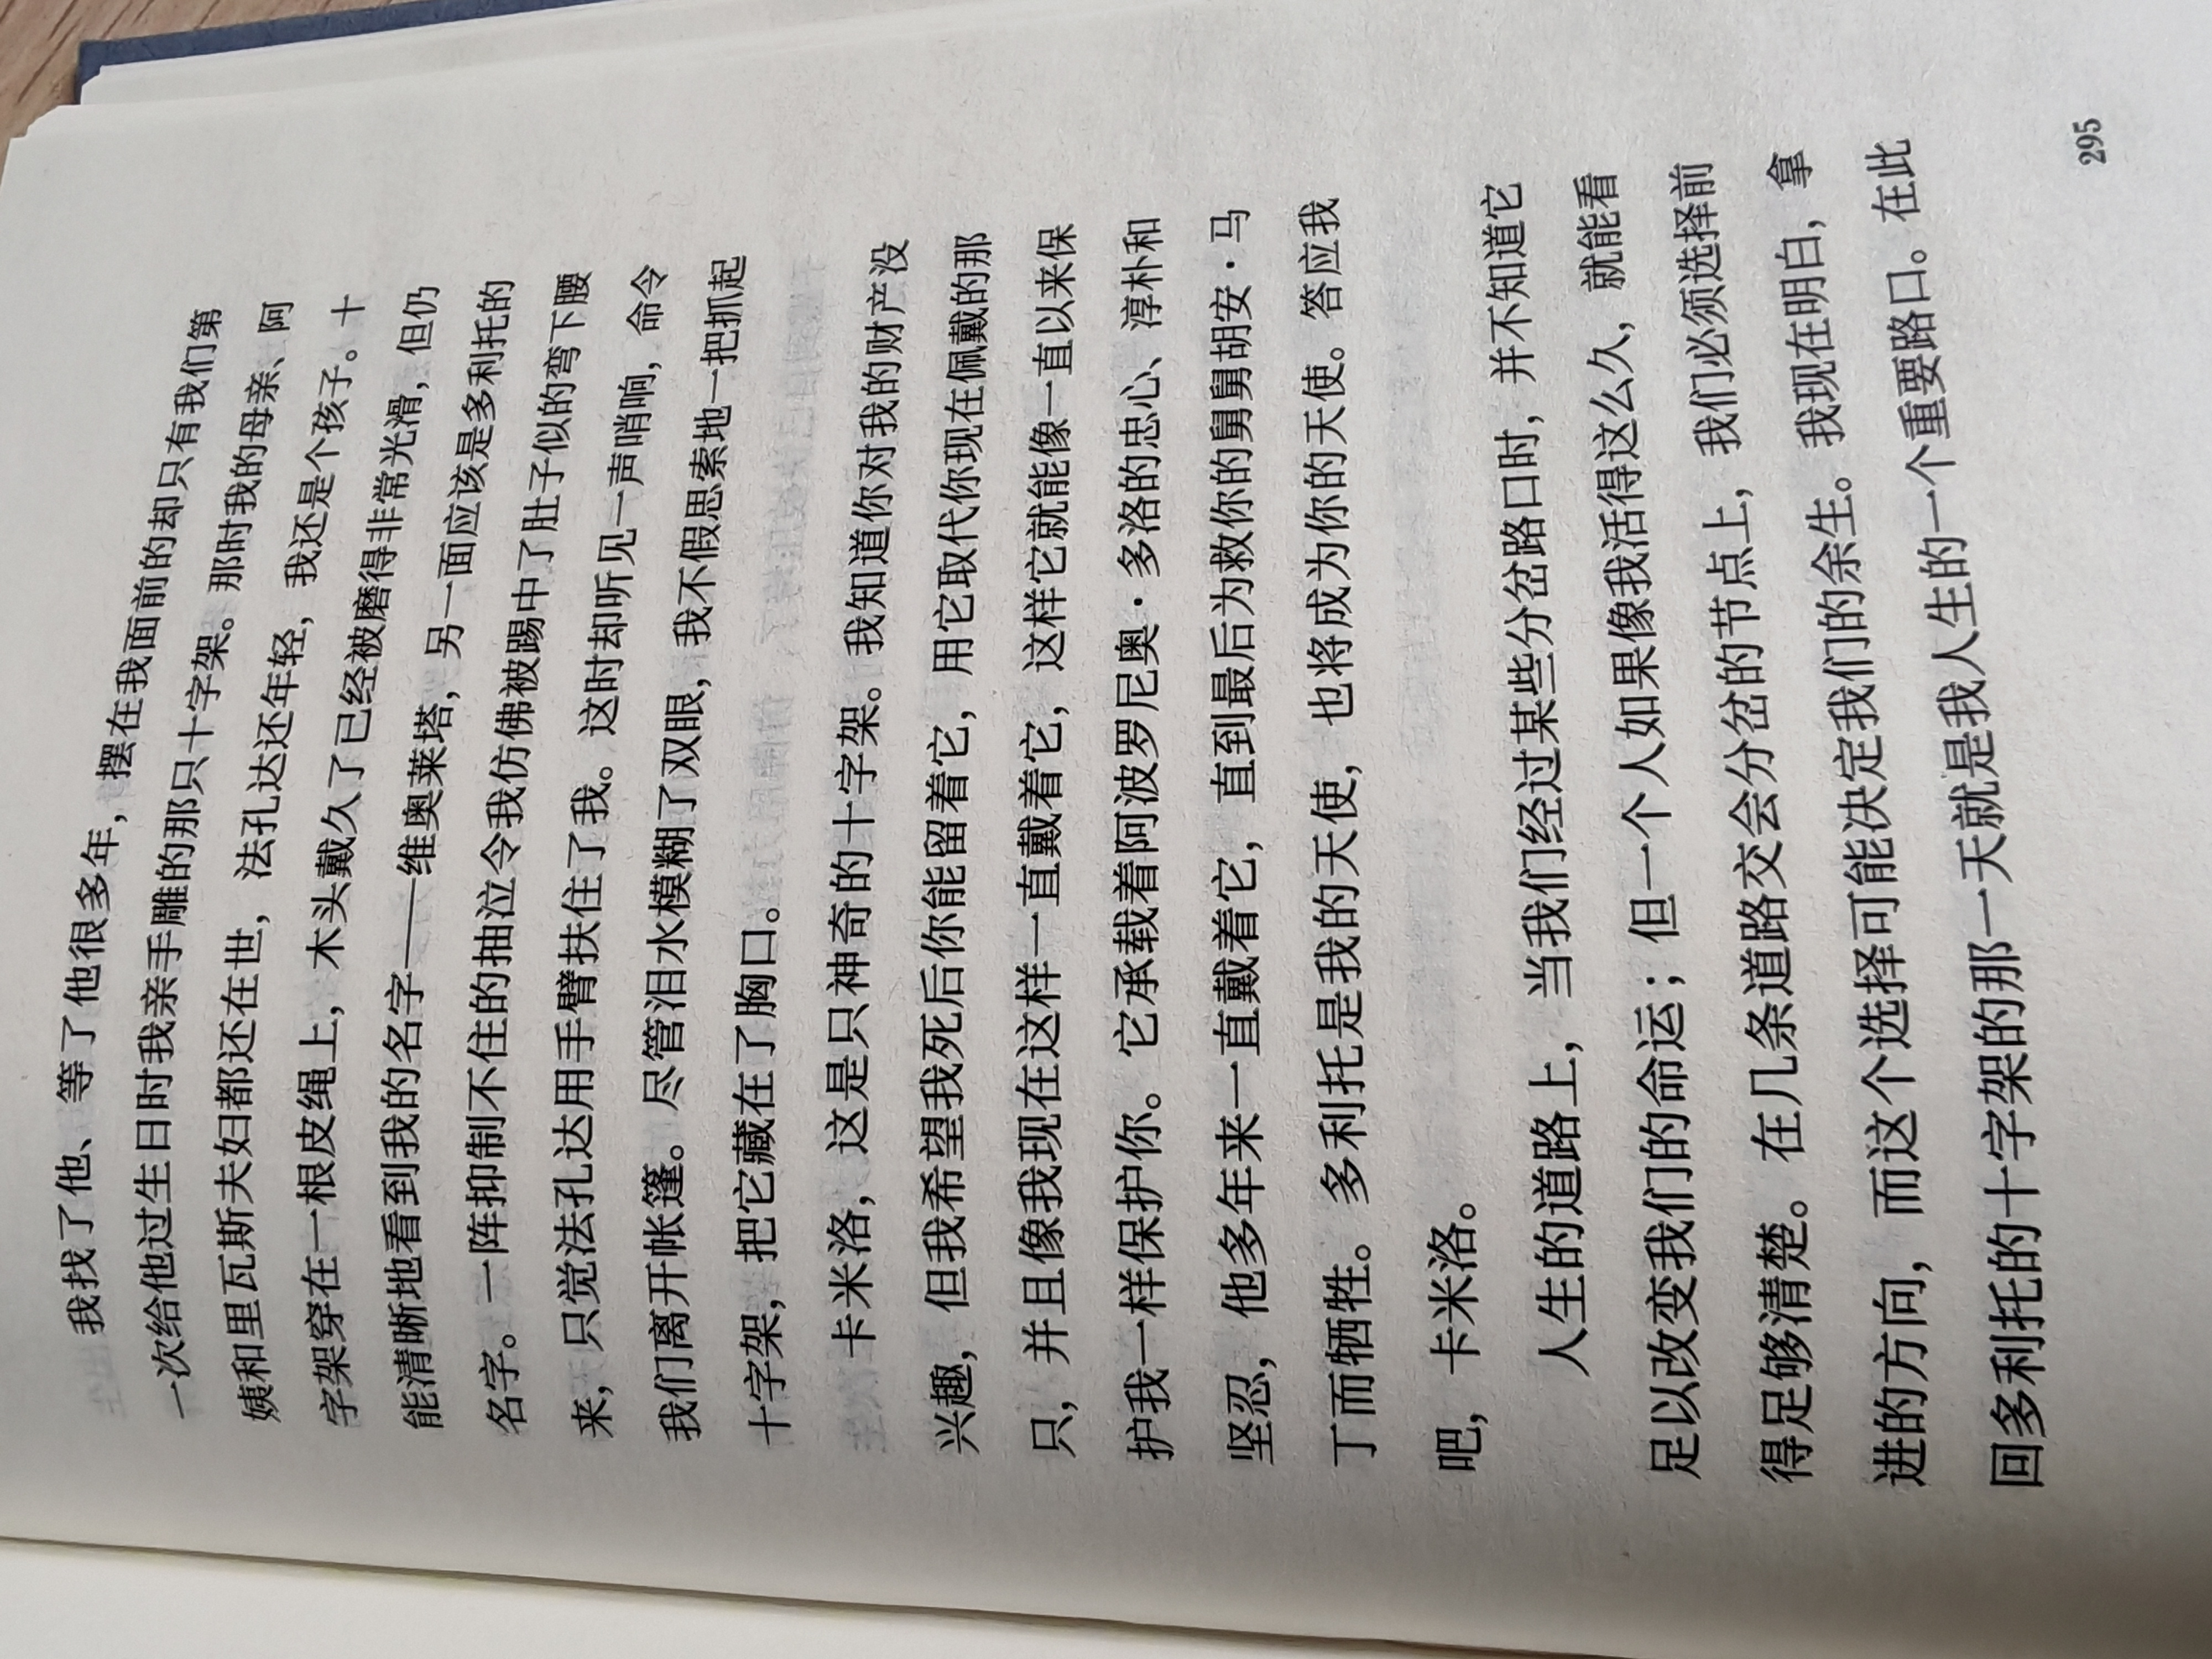 我找了他、等了他很多年，摆在我面前的却只有我们第
一次给他过生日时我亲手雕的那只十字架。那时我的母亲、阿
姨和里瓦斯夫妇都还在世，法孔达还年轻，我还是个孩子。十
字架穿在一根皮绳上，木头戴久了已经被磨得非常光滑，但仍
能清晰地看到我的名字——维奥莱塔，另一面应该是多利托的
名字。一阵抑制不住的抽泣令我仿佛被踢中了肚子似的弯下腰
来，只觉法孔达用手臂扶住了我。这时却听见一声哨响，命令
我们离开帐篷。尽管泪水模糊了双眼，我不假思索地一把抓起
十字架，把它藏在了胸口。
卡米洛，这是只神奇的十字架。我知道你对我的财产没
兴趣，但我希望我死后你能留着它，用它取代你现在佩戴的那
只，并且像我现在这样一直戴着它，这样它就能像一直以来保
护我一样保护你。它承载着阿波罗尼奥·多洛的忠心、淳朴和
坚忍，他多年来一直戴着它，直到最后为救你的舅舅胡安·马
丁而牺牲。多利托是我的天使，也将成为你的天使。答应我
吧，卡米洛。
人生的道路上，当我们经过某些分岔路口时，并不知道它
足以改变我们的命运；但一个人如果像我活得这么久，就能看
得足够清楚。在几条道路交会分岔的节点上，我们必须选择前
进的方向，而这个选择可能决定我们的余生。我现在明白，拿
回多利托的十字架的那一天就是我人生的一个重要路口。在此
295